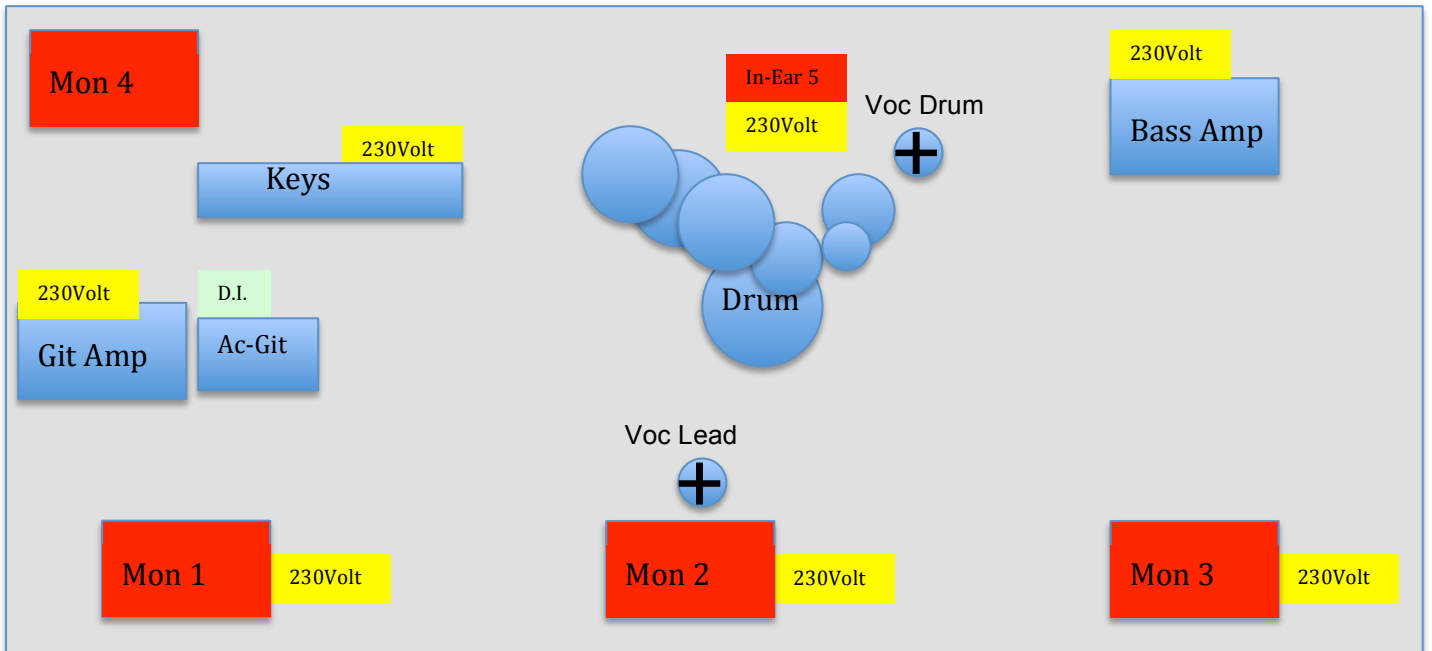 230Volt
In-Ear 5
Mon 4
Voc Drum
230Volt
Bass Amp
230Volt
Keys
230Volt
D.I.
Drum
Ac-Git
Git Amp
Voc Lead
Mon 1
230Volt
Mon 2
230Volt
Mon 3
230Volt